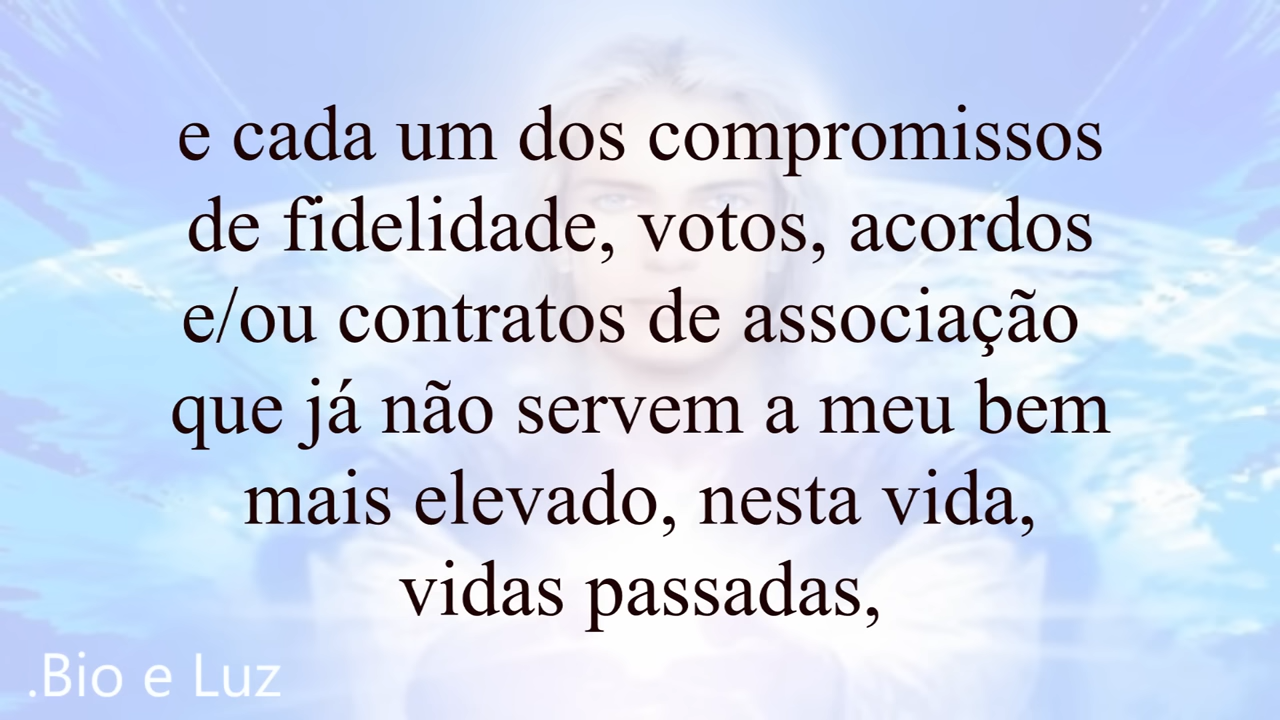 e cada um dos compromissos
de fidelidade, votos, acordos
e/ou contratos de associação
que já não servem a meu bem
mais elevado, nesta vida,
vidas passadas,
.Bio e Luz